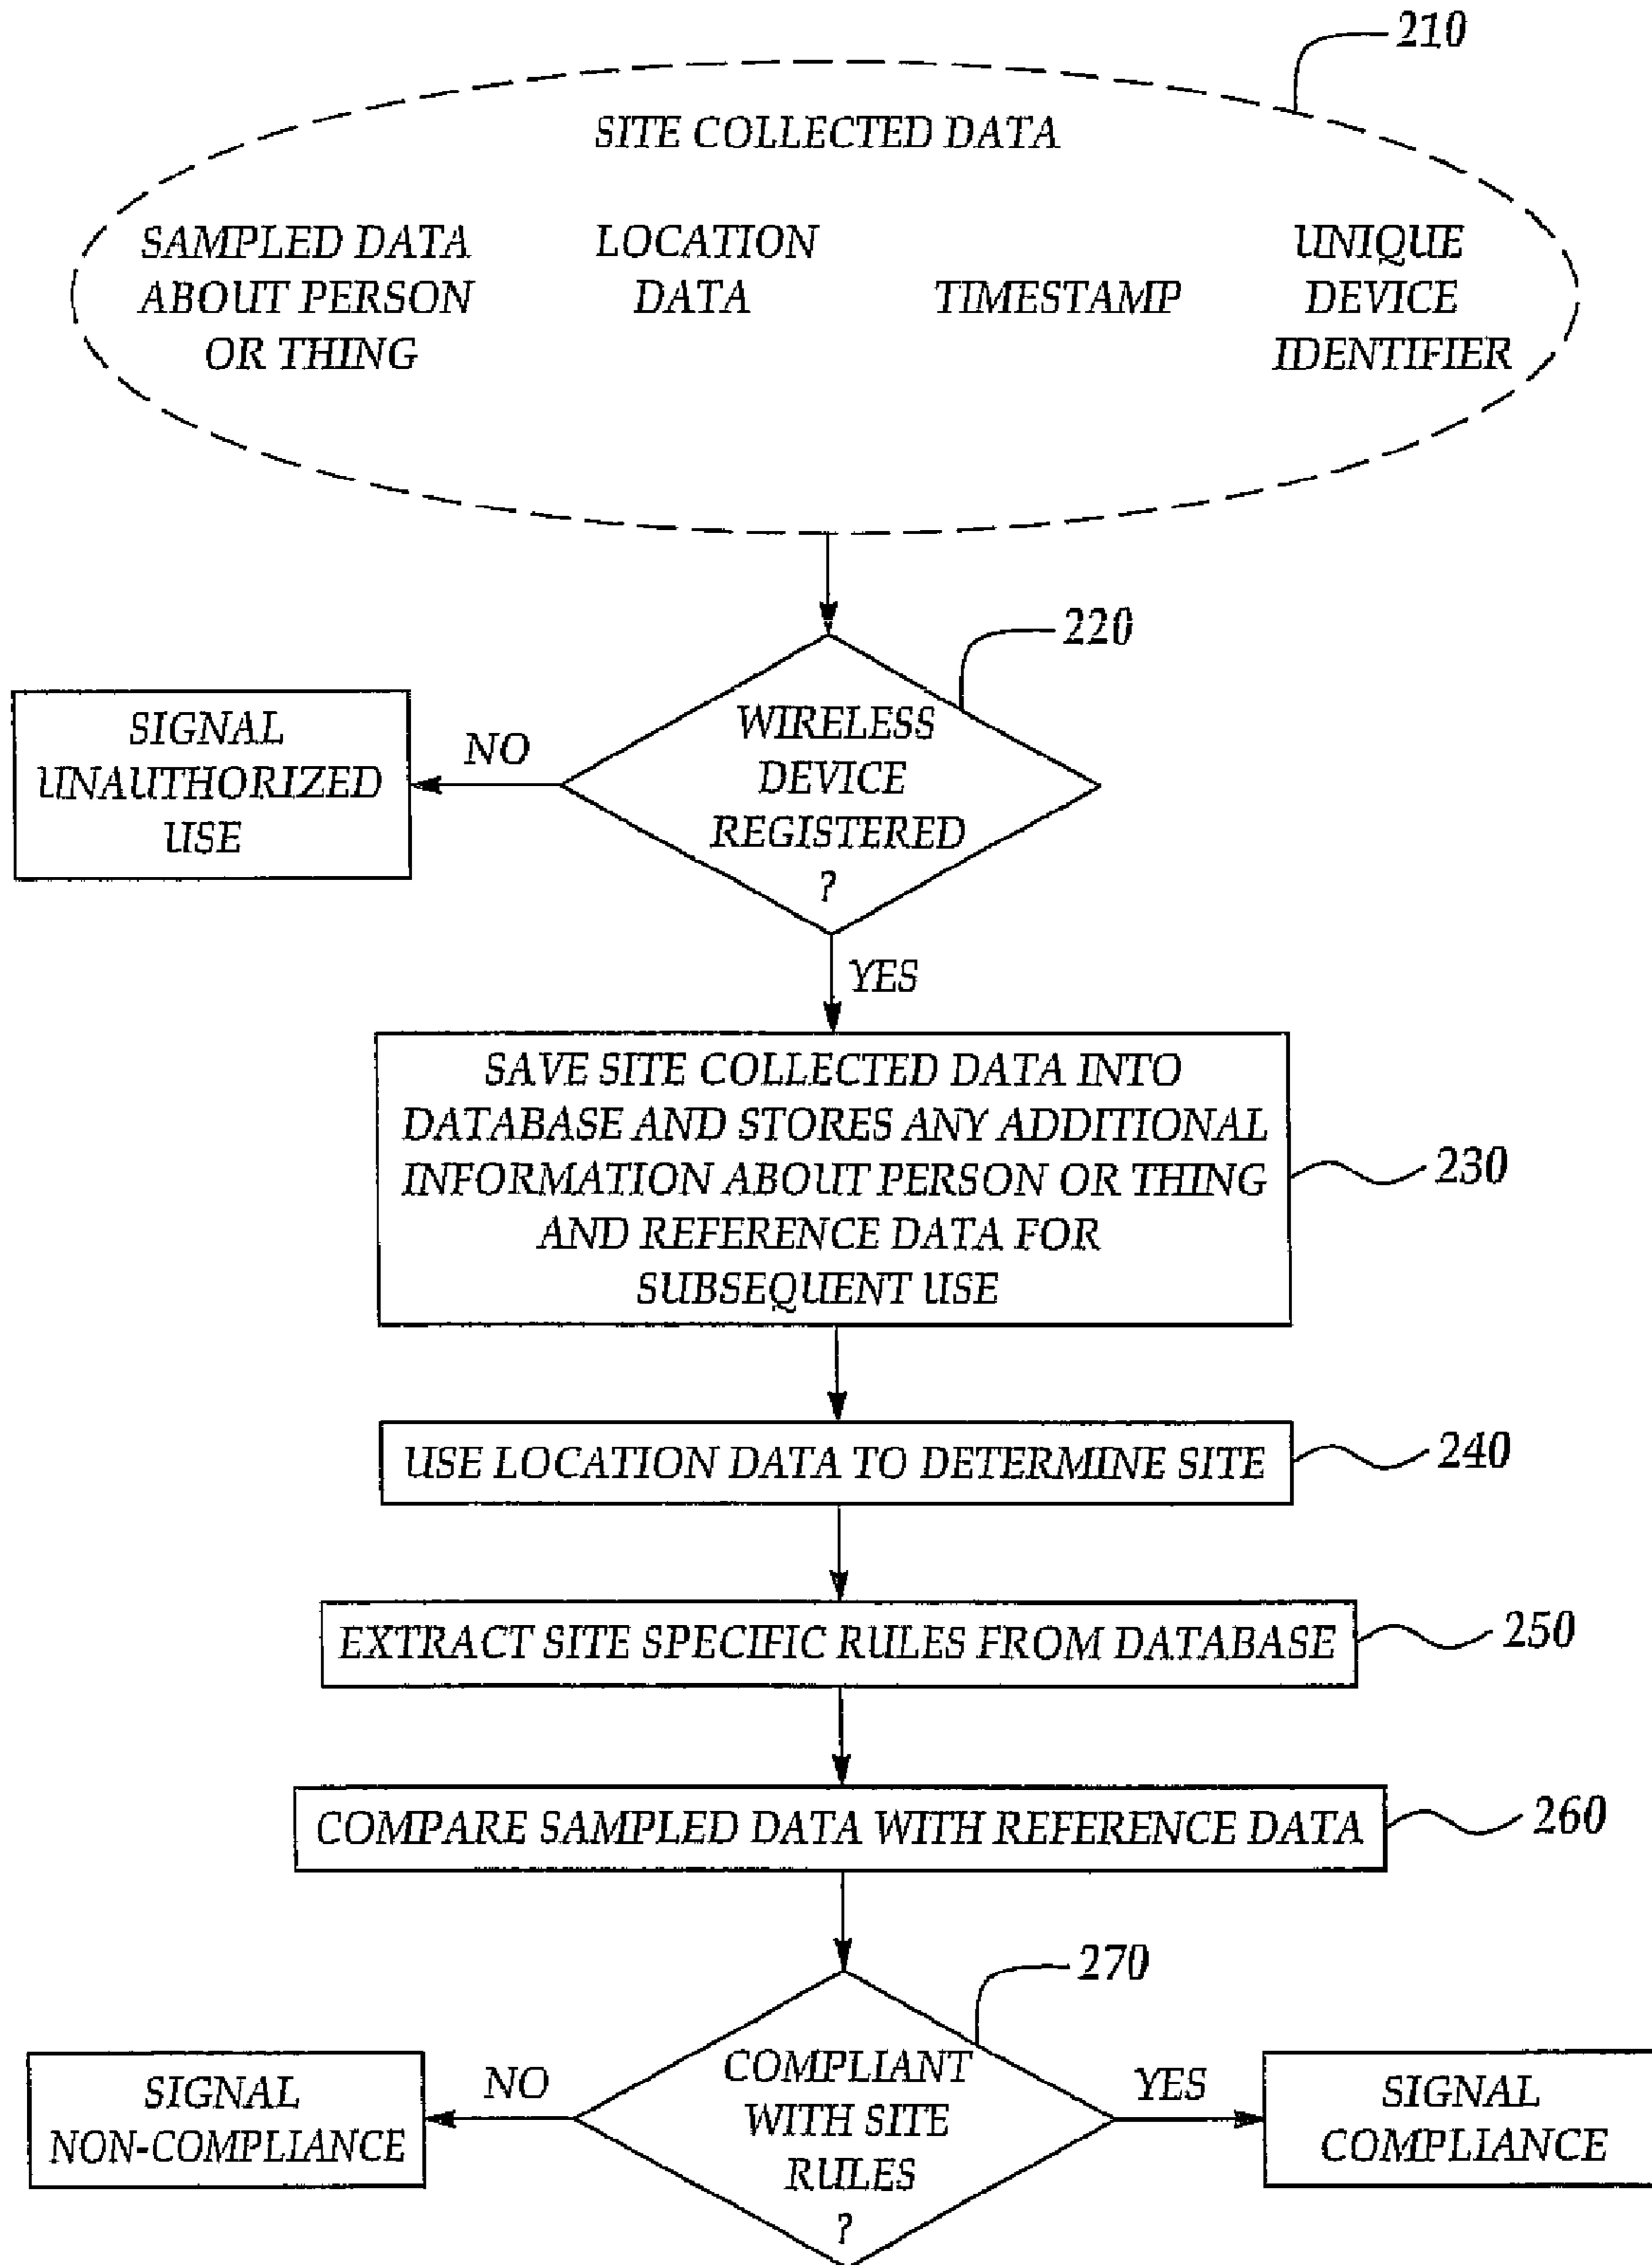 210
SITE COLLECTED DATA
SAMPLED DATA
ABOUT PERSON
OR THING
LOCATION
DATA
TIMESTAMP
UNIQUE
DEVICE
IDENTIFIER
220
WIRELESS
DEVICE
REGISTERED
?
NO
SIGNAL
UNAUTHORIZED
USE
YES
SAVE SITE COLLECTED DATA INTO
DATABASE AND STORES ANY ADDITIONAL
INFORMATION ABOUT PERSON OR THING
AND REFERENCE DATA FOR
SUBSEQUENT USE
230
USE LOCATION DATA TO DETERMINE SITE
240
EXTRACT SITE SPECIFIC RULES FROM DATABASE
250
COMPARE SAMPLED DATA WITH REFERENCE DATA
260
270
COMPLIANT
WITH SITE
RULES
?
NO
SIGNAL
NON-COMPLIANCE
YES
SIGNAL
COMPLIANCE